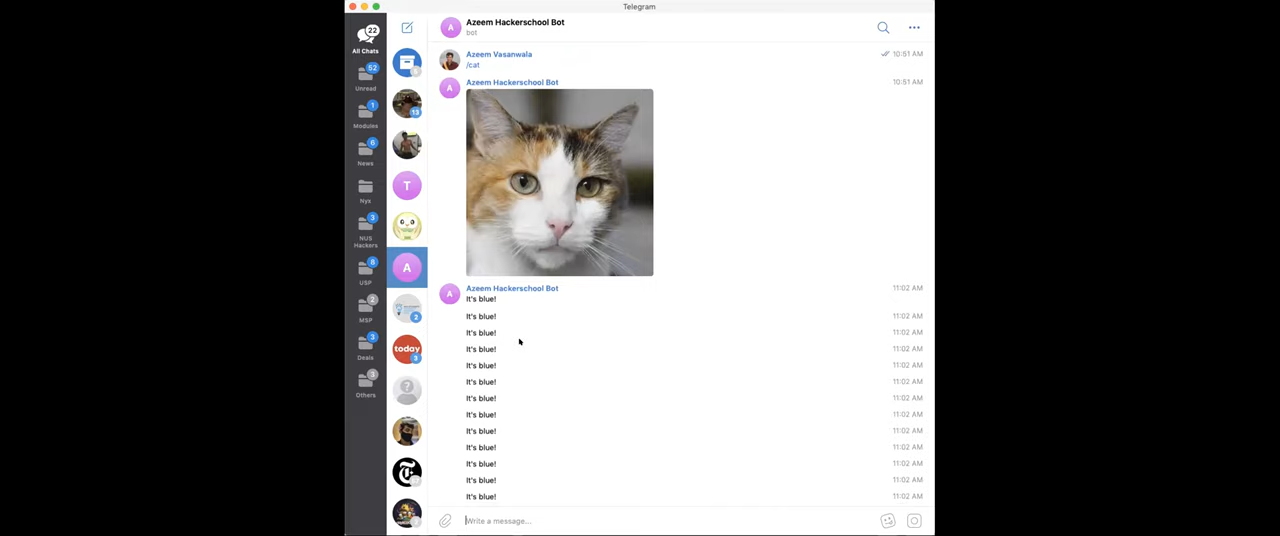 Telegram
22
All Chats
52
Unread
1
Modules
6
News
Nyx
3
NUS
Hackers
8
USP
2
MSP
3
Deals
3
Others
13
T
A
2
today
3
?
A
Azeem Hackerschool Bot
bot
Azeem Vasanwala
10:51 AM
/cat
A
Azeem Hackerschool Bot
10:51 AM
A
Azeem Hackerschool Bot
11:02 AM
It's blue!
It's blue!
11:02 AM
It's blue!
11:02 AM
It's blue!
11:02 AM
It's blue!
11:02 AM
It's blue!
11:02 AM
It's blue!
11:02 AM
It's blue!
11:02 AM
It's blue!
11:02 AM
It's blue!
11:02 AM
It's blue!
11:02 AM
It's blue!
11:02 AM
It's blue!
11:02 AM
Write a message...